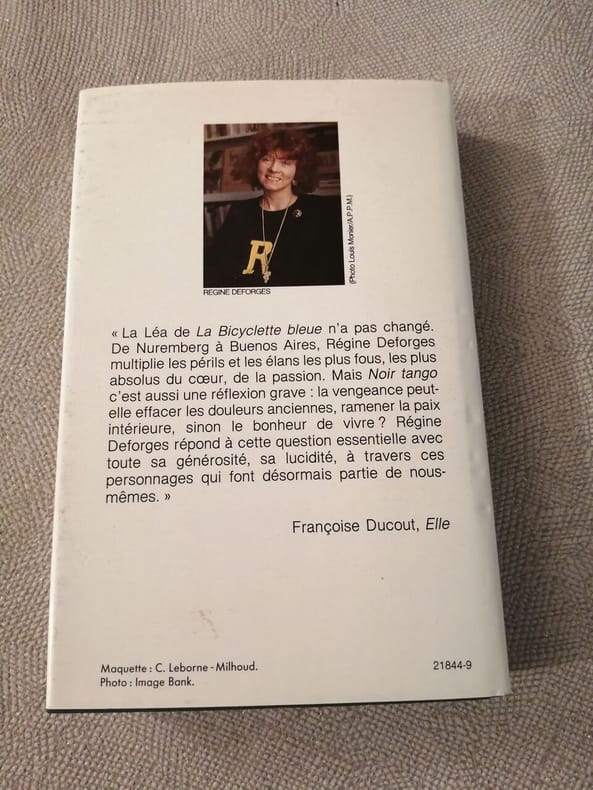 R
(Photo Louis Monier/A.P.P.M.)
RÉGINE DEFORGES
« La Léa de La Bicyclette bleue n'a pas changé.
De Nuremberg à Buenos Aires, Régine Deforges
multiplie les périls et les élans les plus fous, les plus
absolus du cœur, de la passion. Mais Noir tango
c'est aussi une réflexion grave : la vengeance peut-
elle effacer les douleurs anciennes, ramener la paix
intérieure, sinon le bonheur de vivre ? Régine
Deforges répond à cette question essentielle avec
toute sa générosité, sa lucidité, à travers ces
personnages qui font désormais partie de nous-
mêmes. »
Françoise Ducout, Elle
Maquette : C. Leborne - Milhoud.
Photo : Image Bank.
21844-9